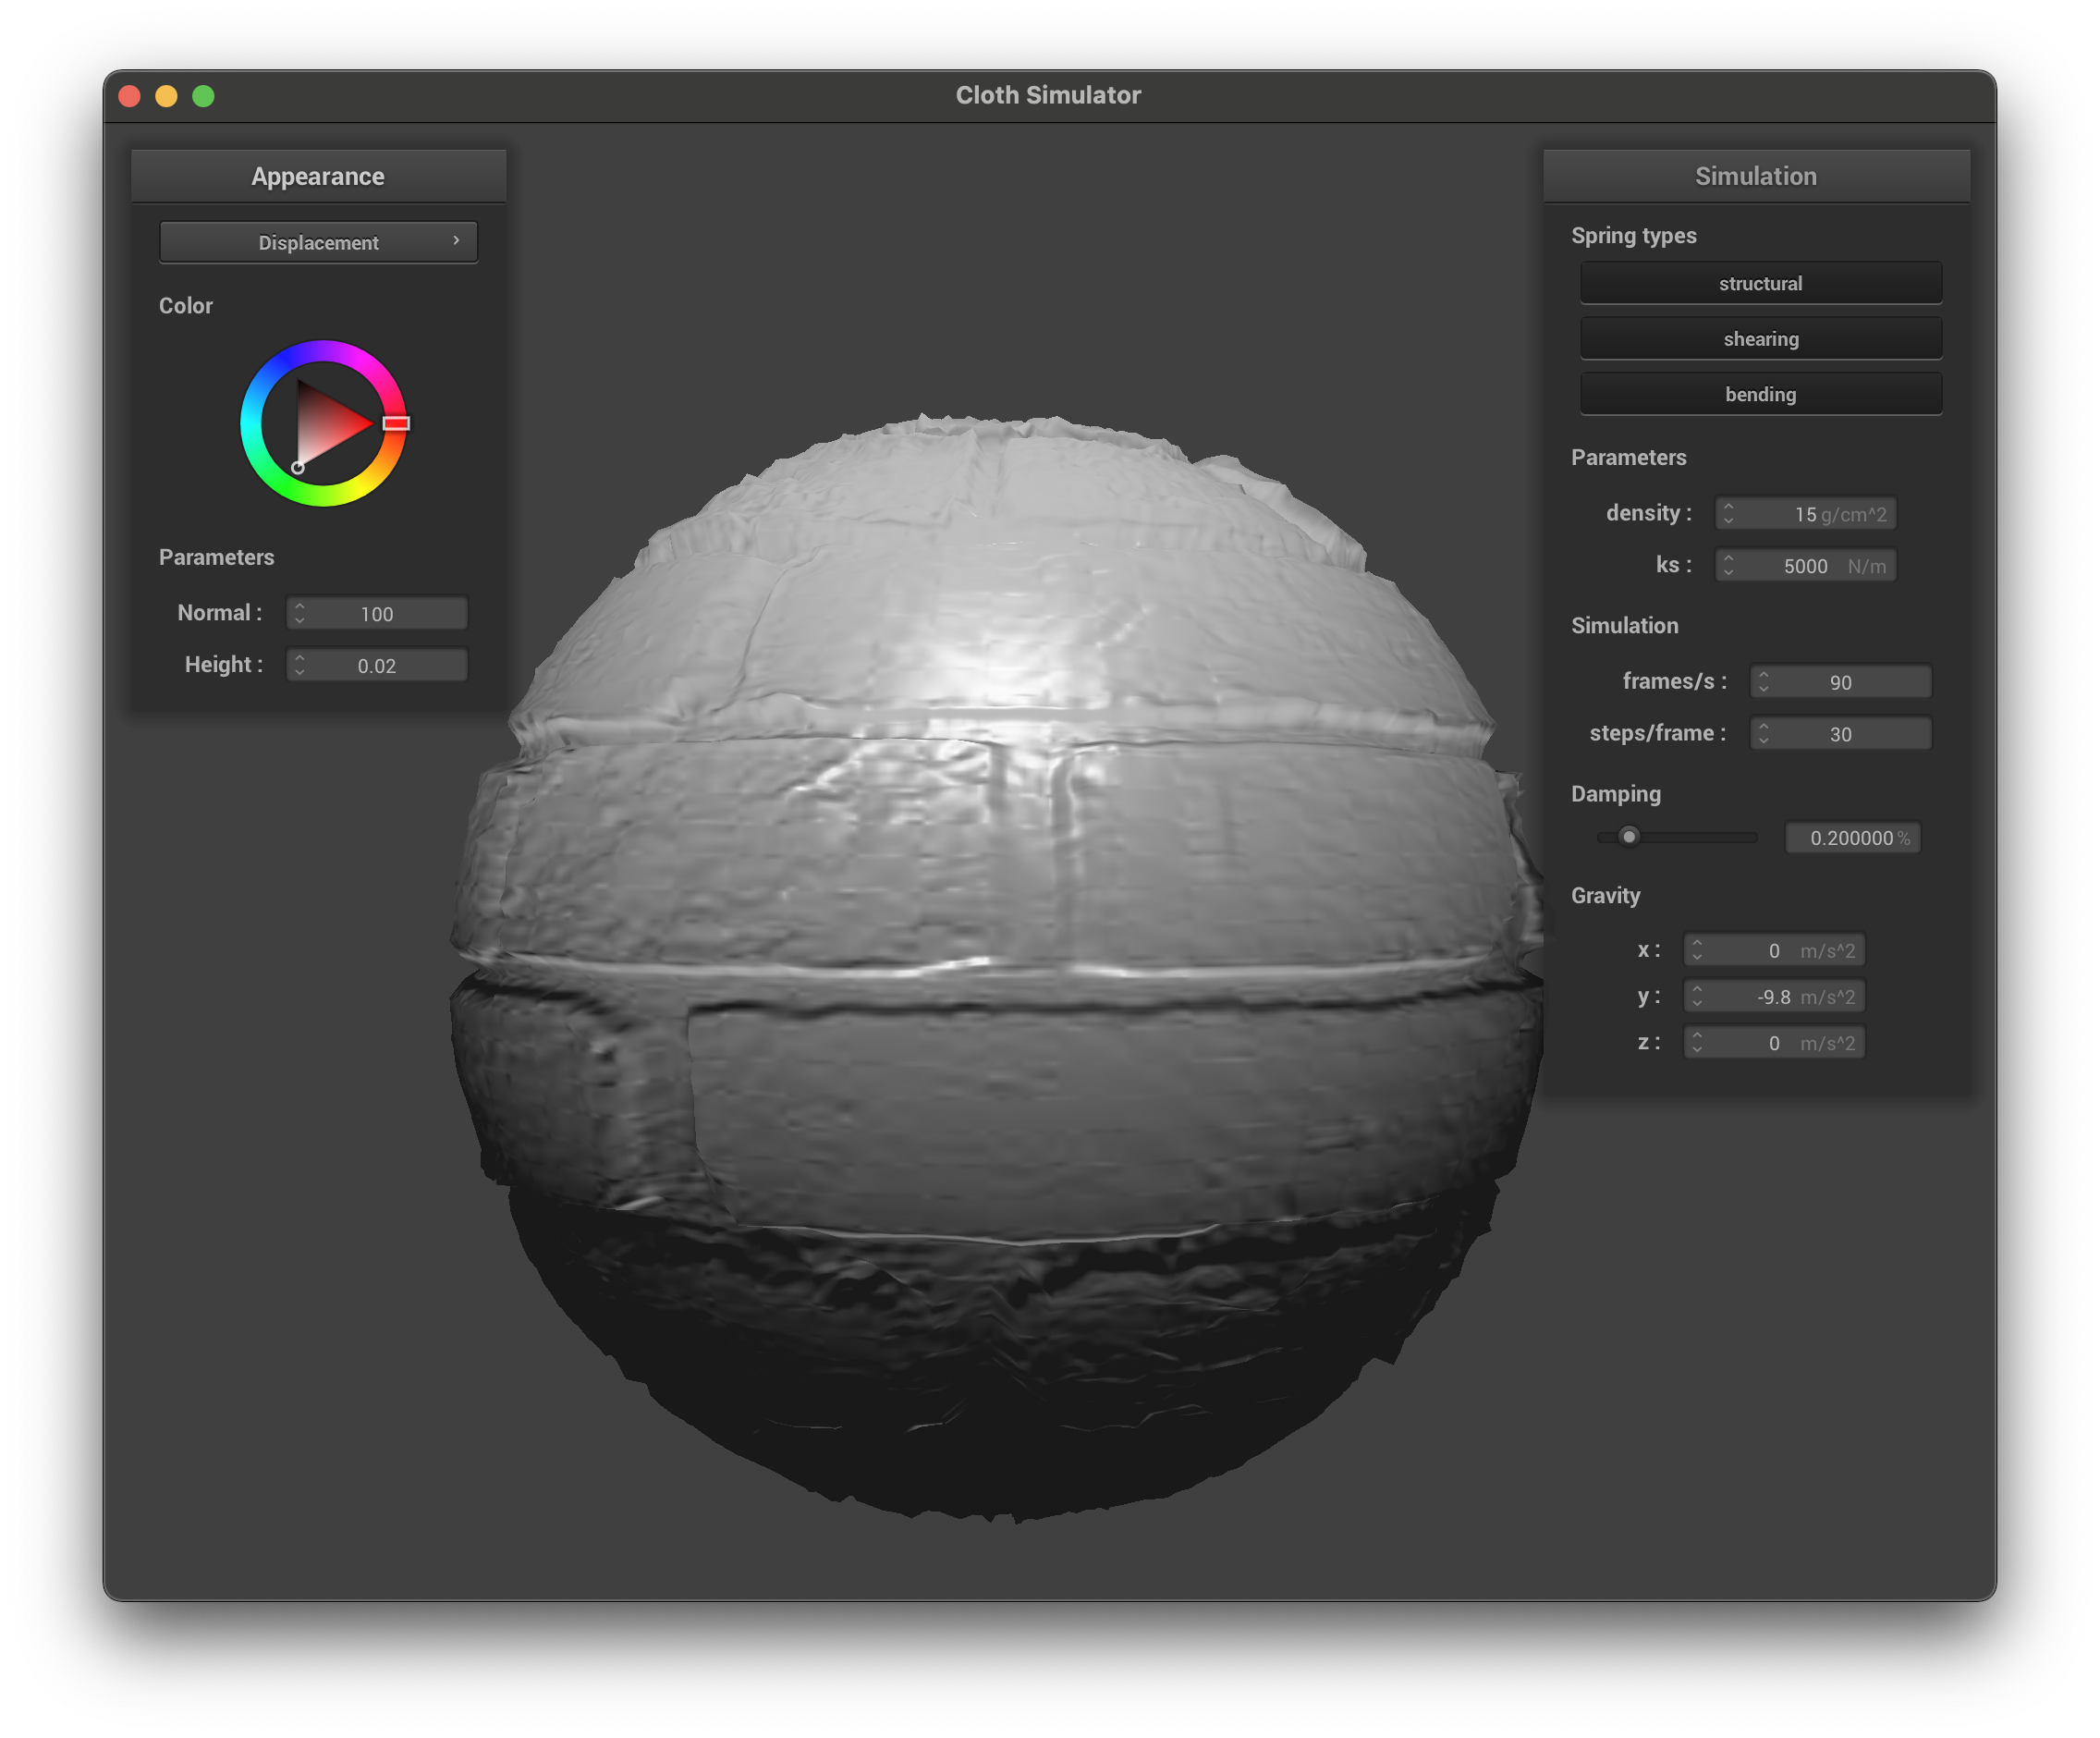 Cloth Simulator
Appearance
Displacement
Color
Parameters
Normal : 100
Height : 0.02
Simulation
Spring types
structural
shearing
bending
Parameters
density : 15 g/cm^2
ks : 5000 N/m
Simulation
frames/s : 90
steps/frame : 30
Damping
0.200000 %
Gravity
x : 0 m/s^2
y : -9.8 m/s^2
z : 0 m/s^2